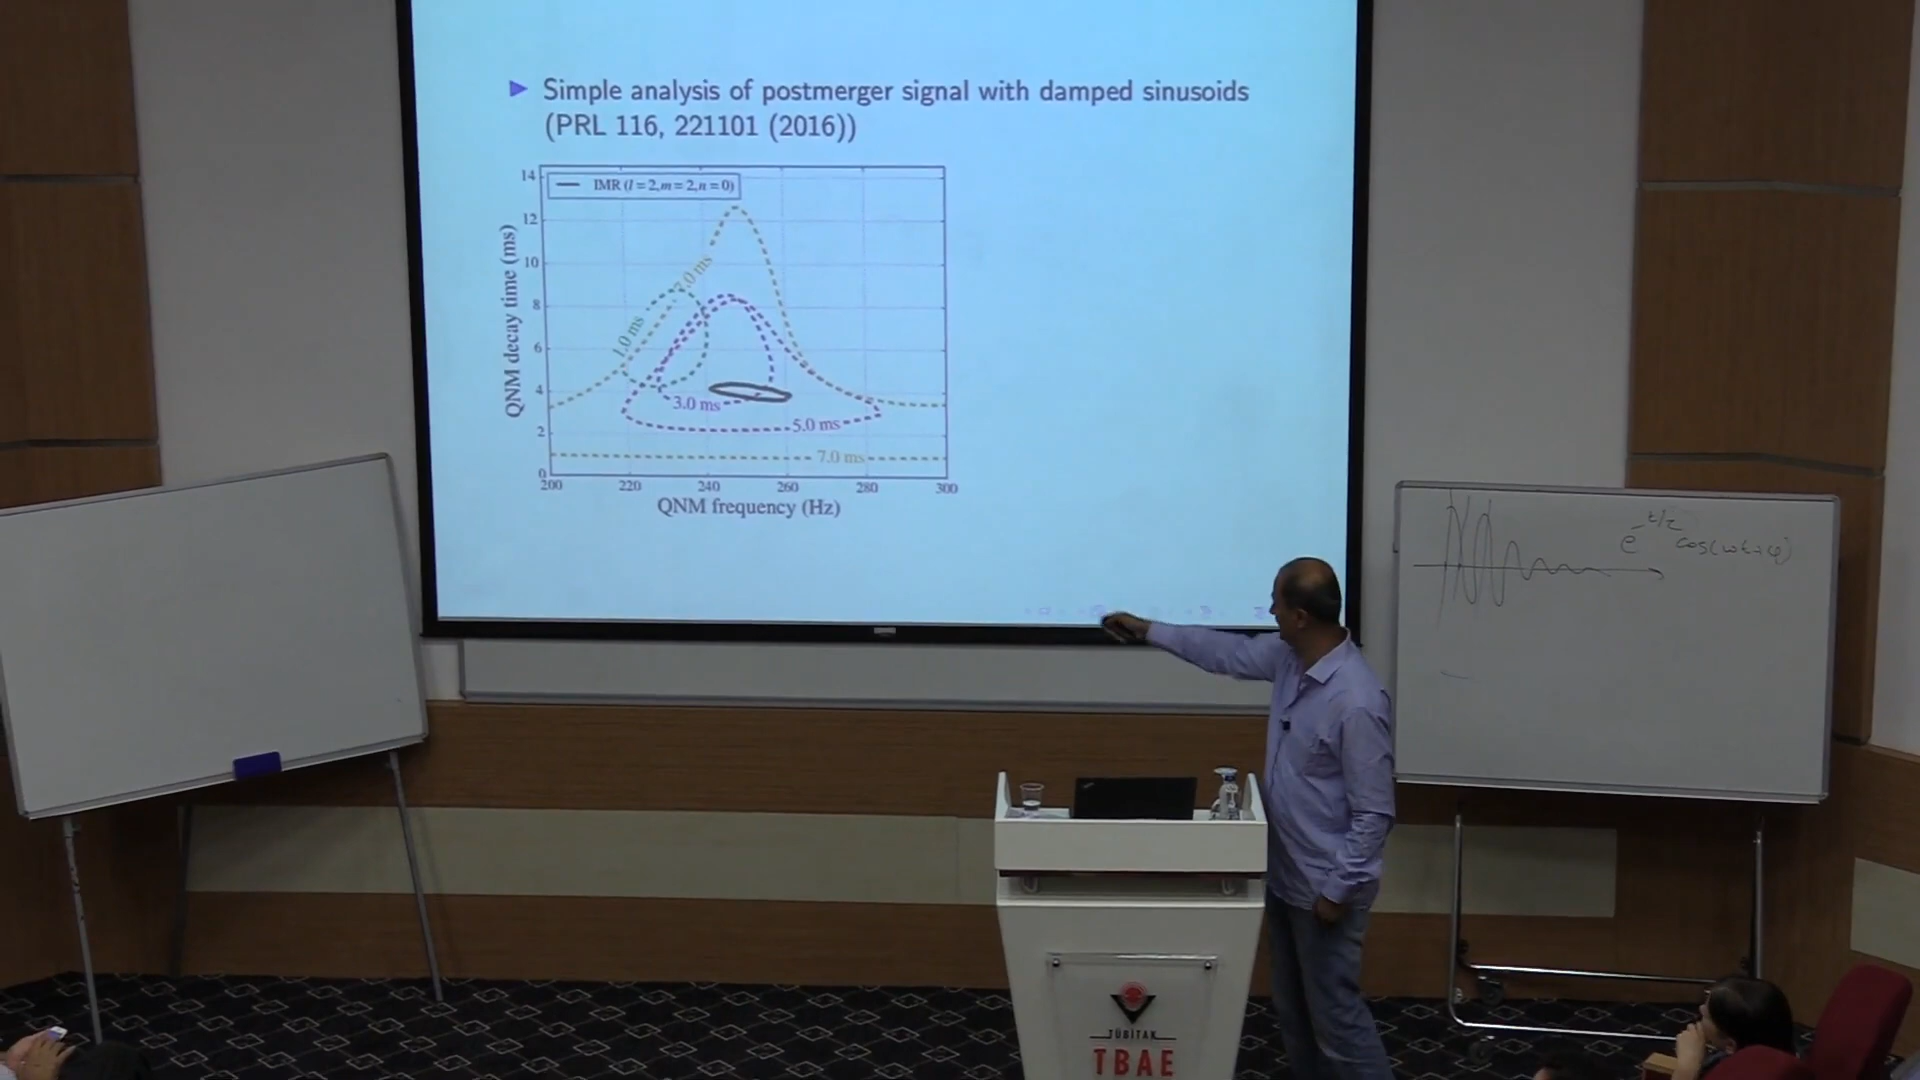 Simple analysis of postmerger signal with damped sinusoids
(PRL 116, 221101 (2016))
IMR (l = 2, m = 2, n = 0)
QNM decay time (ms)
14
12
10
8
6
4
2
0
1.0 ms
7.0 ms
3.0 ms
5.0 ms
7.0 ms
200 220 240 260 280 300
QNM frequency (Hz)
e^-t/τ cos(ωt+φ)
TÜBİTAK
TBAE